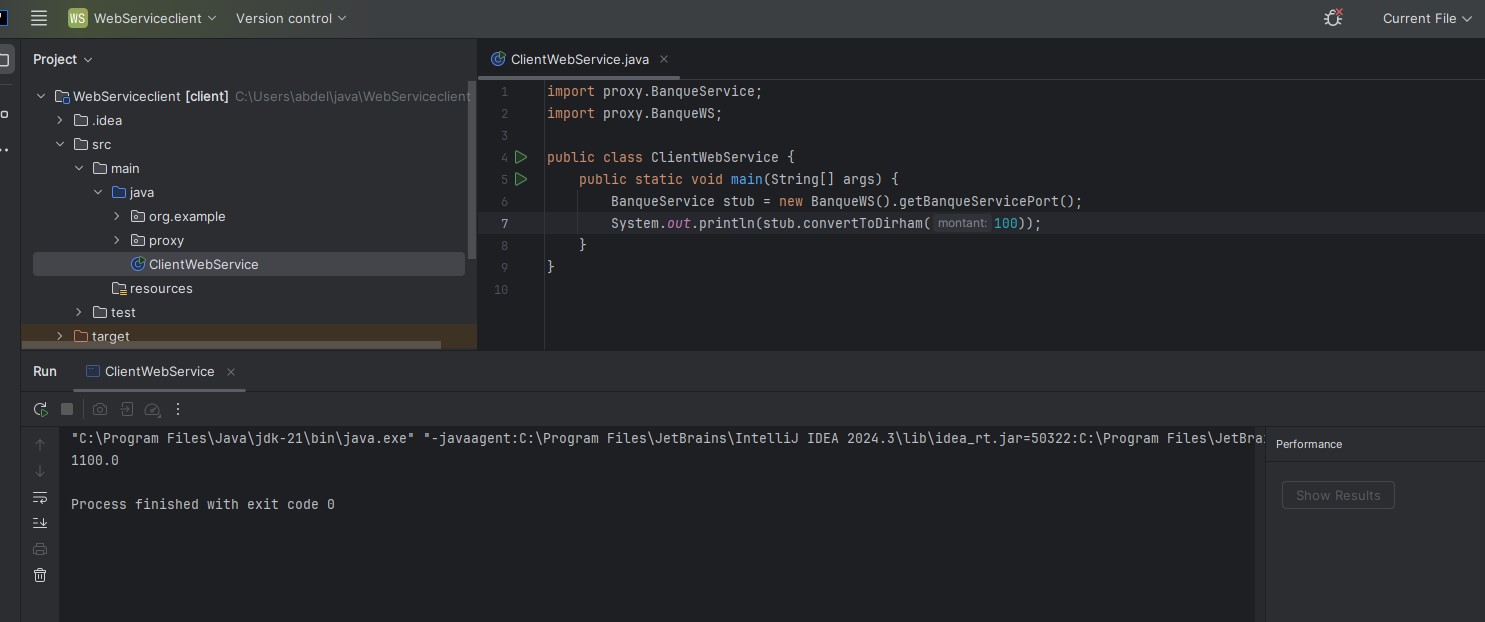 WS WebServiceclient Version control Current File
Project
WebServiceclient [client] C:\Users\abdel\java\WebServiceclient
.idea
src
main
java
org.example
proxy
ClientWebService
resources
test
target
ClientWebService.java
1 import proxy.BanqueService;
2 import proxy.BanqueWS;
3
4 public class ClientWebService {
5 public static void main(String[] args) {
6 BanqueService stub = new BanqueWS().getBanqueServicePort();
7 System.out.println(stub.convertToDirham( montant: 100));
8 }
9 }
10
Run ClientWebService
"C:\Program Files\Java\jdk-21\bin\java.exe" "-javaagent:C:\Program Files\JetBrains\IntelliJ IDEA 2024.3\lib\idea_rt.jar=50322:C:\Program Files\JetBrai
1100.0
Process finished with exit code 0
Performance
Show Results